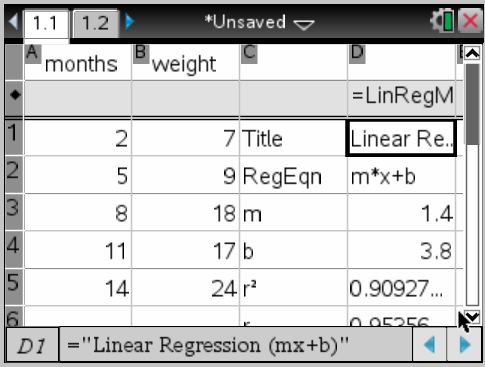 1.1 1.2 *Unsaved
A months B weight C D E
=LinRegM
1 2 7 Title Linear Re..
2 5 9 RegEqn m*x+b
3 8 18 m 1.4
4 11 17 b 3.8
5 14 24 r² 0.90927...
6 r 0.95356
D1 ="Linear Regression (mx+b)"